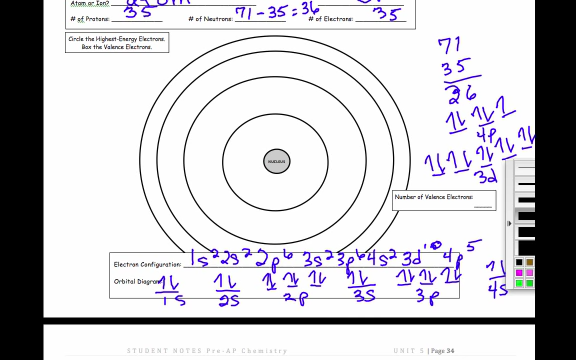 Atom or Ion?
# of Protons: 35 # of Neutrons: 71 - 35 = 36 # of Electrons: 35
Circle the Highest-Energy Electrons.
Box the Valence Electrons.
71
35
26
4p
3d
NUCLEUS
Number of Valence Electrons:
Electron Configuration: 1s² 2s² 2p⁶ 3s² 3p⁶ 4s² 3d¹⁰ 4p⁵
Orbital Diagram
1s 2s 2p 3s 3p 4s
STUDENT NOTES Pre-AP Chemistry UNIT 5 | Page 34